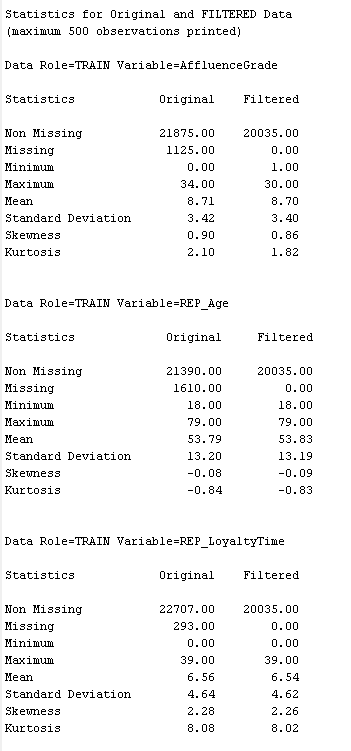 Statistics for Original and FILTERED Data
(maximum 500 observations printed)
Data Role=TRAIN Variable=AffluenceGrade
Statistics Original Filtered
Non Missing 21875.00 20035.00
Missing 1125.00 0.00
Minimum 0.00 1.00
Maximum 34.00 30.00
Mean 8.71 8.70
Standard Deviation 3.42 3.40
Skewness 0.90 0.86
Kurtosis 2.10 1.82
Data Role=TRAIN Variable=REP_Age
Statistics Original Filtered
Non Missing 21390.00 20035.00
Missing 1610.00 0.00
Minimum 18.00 18.00
Maximum 79.00 79.00
Mean 53.79 53.83
Standard Deviation 13.20 13.19
Skewness -0.08 -0.09
Kurtosis -0.84 -0.83
Data Role=TRAIN Variable=REP_LoyaltyTime
Statistics Original Filtered
Non Missing 22707.00 20035.00
Missing 293.00 0.00
Minimum 0.00 0.00
Maximum 39.00 39.00
Mean 6.56 6.54
Standard Deviation 4.64 4.62
Skewness 2.28 2.26
Kurtosis 8.08 8.02